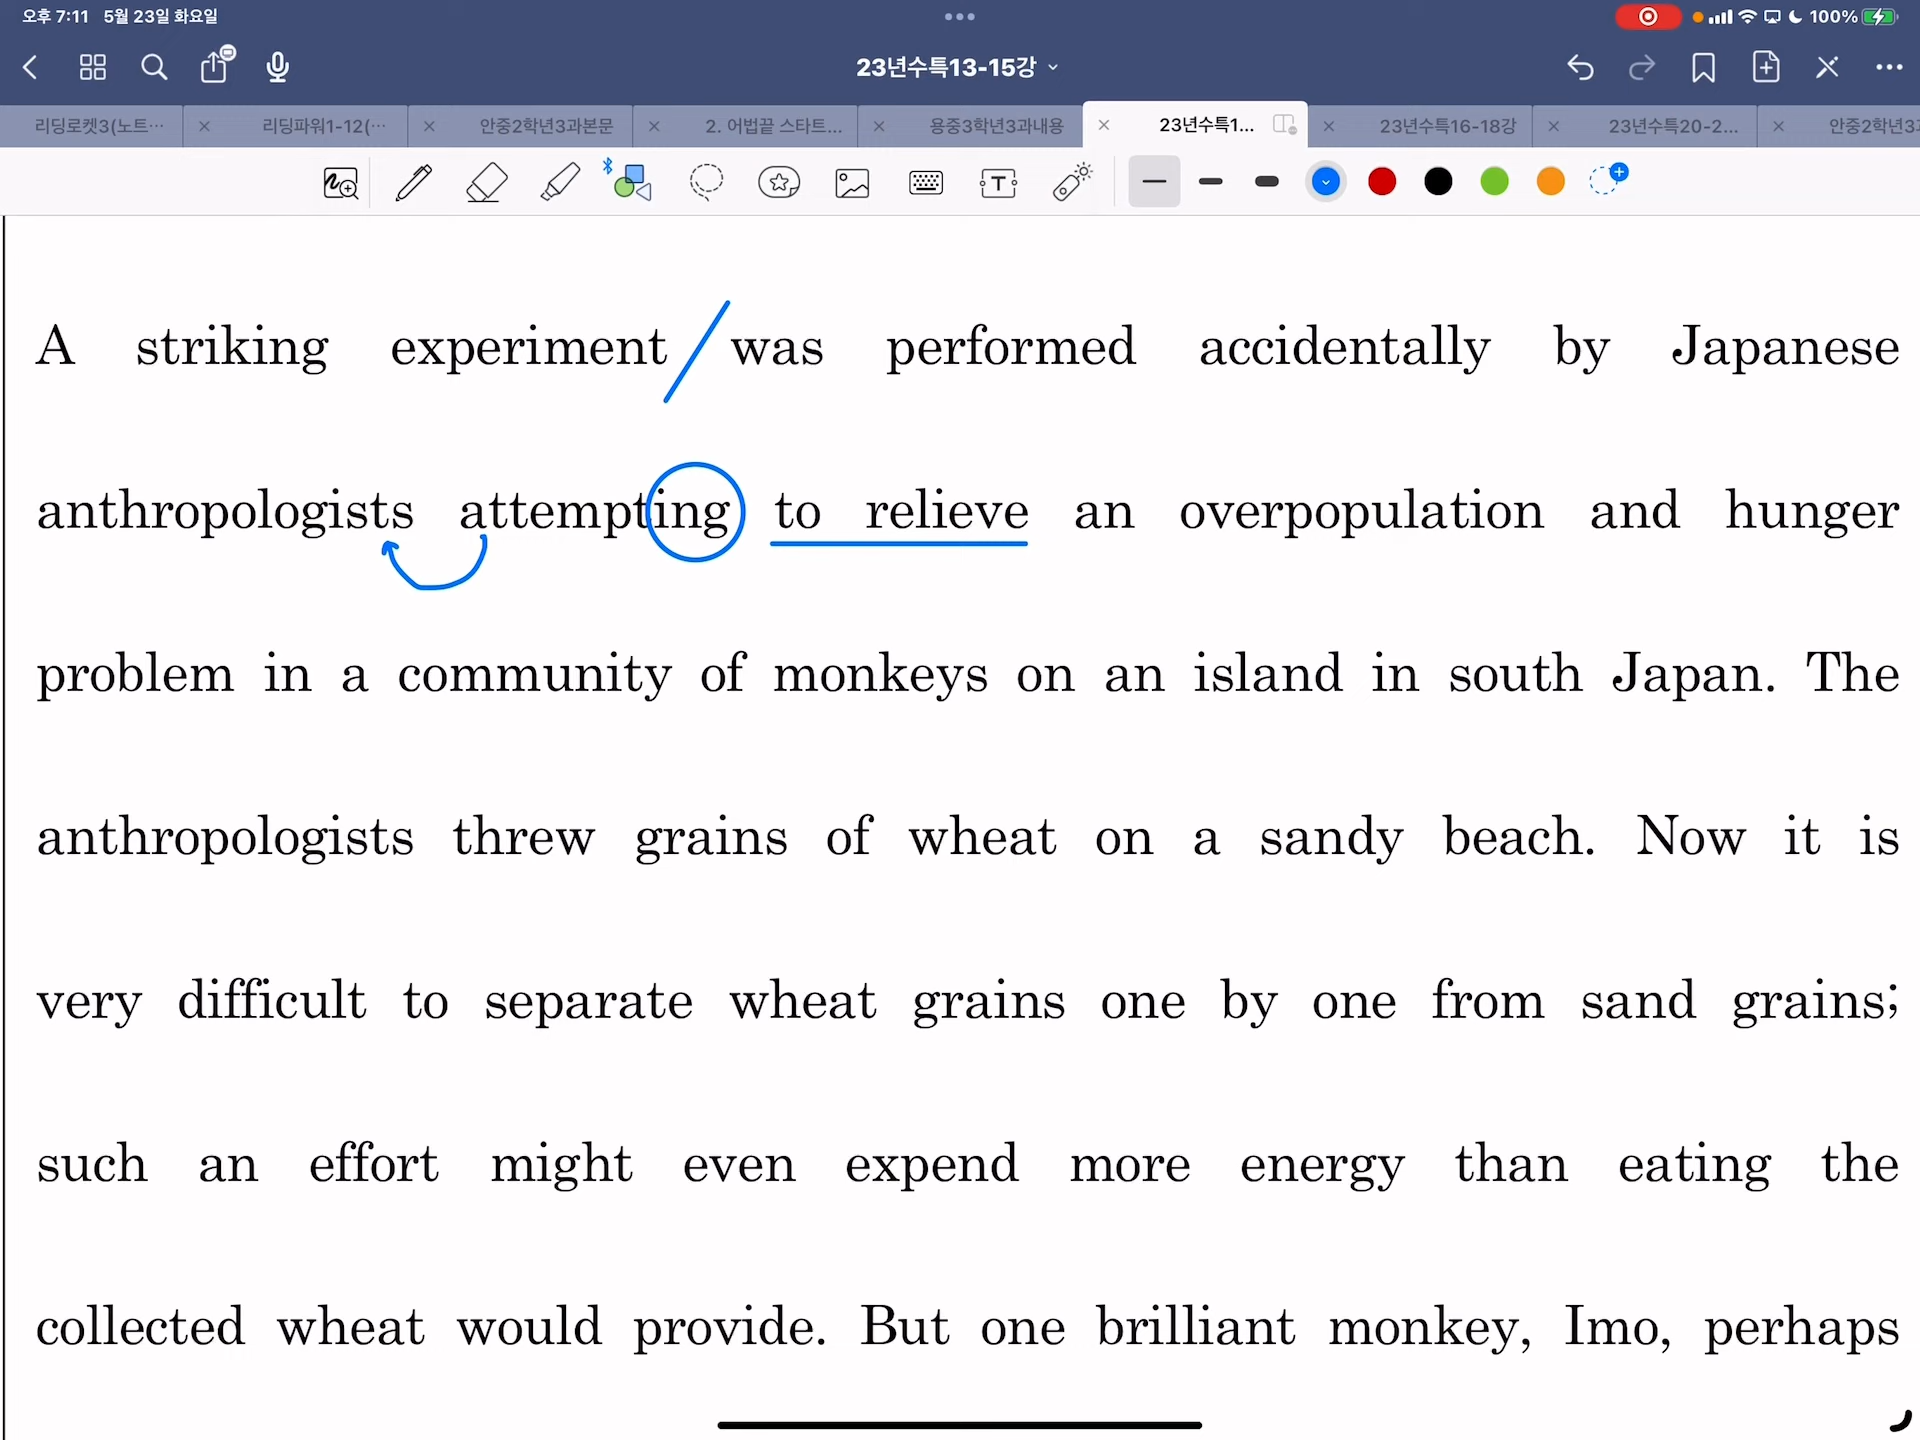 오후 7:11 5월 23일 화요일
100%
23년수특13-15강
리딩로켓3(노트…
리딩파워1-12(…
안중2학년3과본문
2. 어법끝 스타트...
용중3학년3과내용
23년수특1...
23년수특16-18강
23년수특20-2...
안중2학년3
A striking experiment was performed accidentally by Japanese
anthropologists attempting to relieve an overpopulation and hunger
problem in a community of monkeys on an island in south Japan. The
anthropologists threw grains of wheat on a sandy beach. Now it is
very difficult to separate wheat grains one by one from sand grains;
such an effort might even expend more energy than eating the
collected wheat would provide. But one brilliant monkey, Imo, perhaps